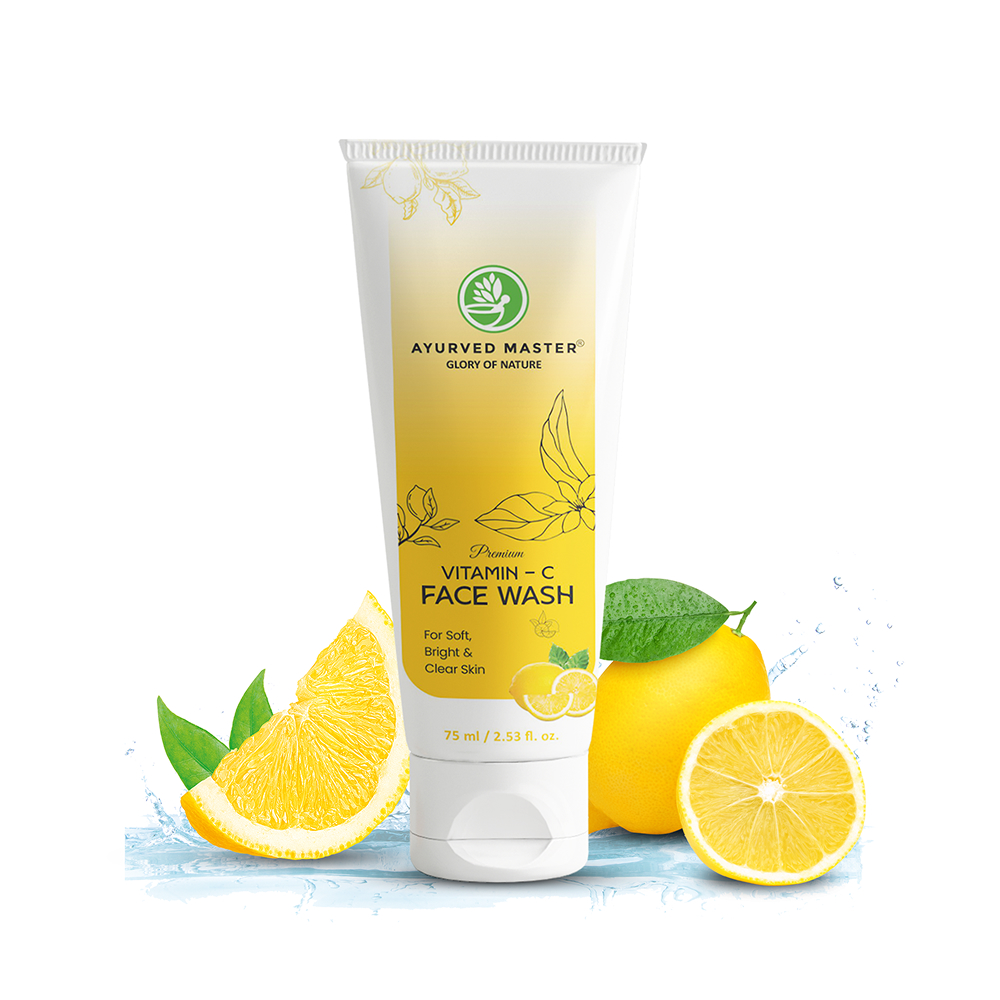 AYURVED MASTER®
GLORY OF NATURE
Premium
VITAMIN – C
FACE WASH
For Soft,
Bright &
Clear Skin
75 ml / 2.53 fl. oz.